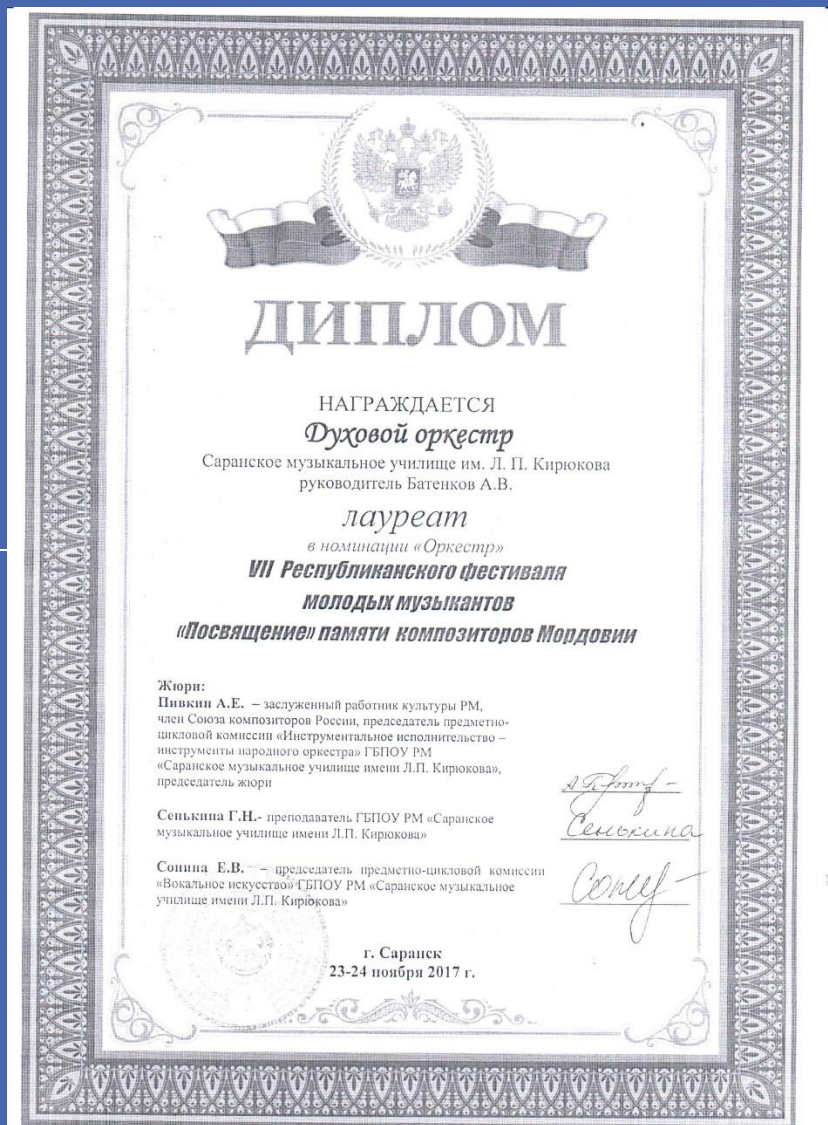 ДИПЛОМ
НАГРАЖДАЕТСЯ
Духовой оркестр
Саранское музыкальное училище им. Л. П. Кирюкова
руководитель Батенков А.В.
лауреат
в номинации «Оркестр»
VII Республиканского фестиваля
молодых музыкантов
«Посвящение» памяти композиторов Мордовии
Жюри:
Пивкин А.Е. – заслуженный работник культуры РМ,
член Союза композиторов России, председатель предметно-
цикловой комиссии «Инструментальное исполнительство –
инструменты народного оркестра» ГБПОУ РМ
«Саранское музыкальное училище имени Л.П. Кирюкова»,
председатель жюри
Сенькина Г.Н.- преподаватель ГБПОУ РМ «Саранское
музыкальное училище имени Л.П. Кирюкова»
Сенькина
Сонина Е.В. – председатель предметно-цикловой комиссии
«Вокальное искусство» ГБПОУ РМ «Саранское музыкальное
училище имени Л.П. Кирюкова»
г. Саранск
23-24 ноября 2017 г.